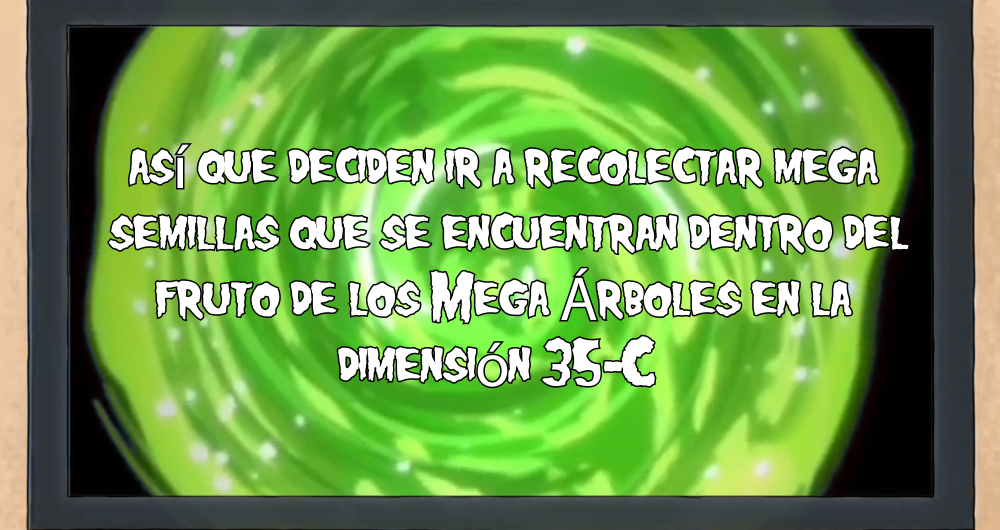 así que deciden ir a recolectar mega
semillas que se encuentran dentro del
fruto de los Mega Árboles en la
dimensión 35-C